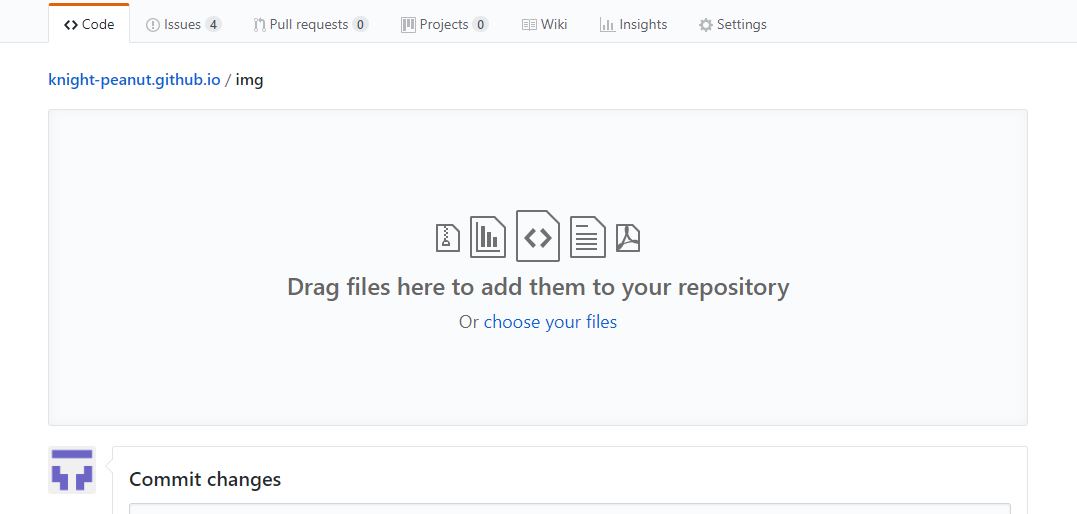 Code Issues 4 Pull requests 0 Projects 0 Wiki Insights Settings
knight-peanut.github.io / img
Drag files here to add them to your repository
Or choose your files
Commit changes